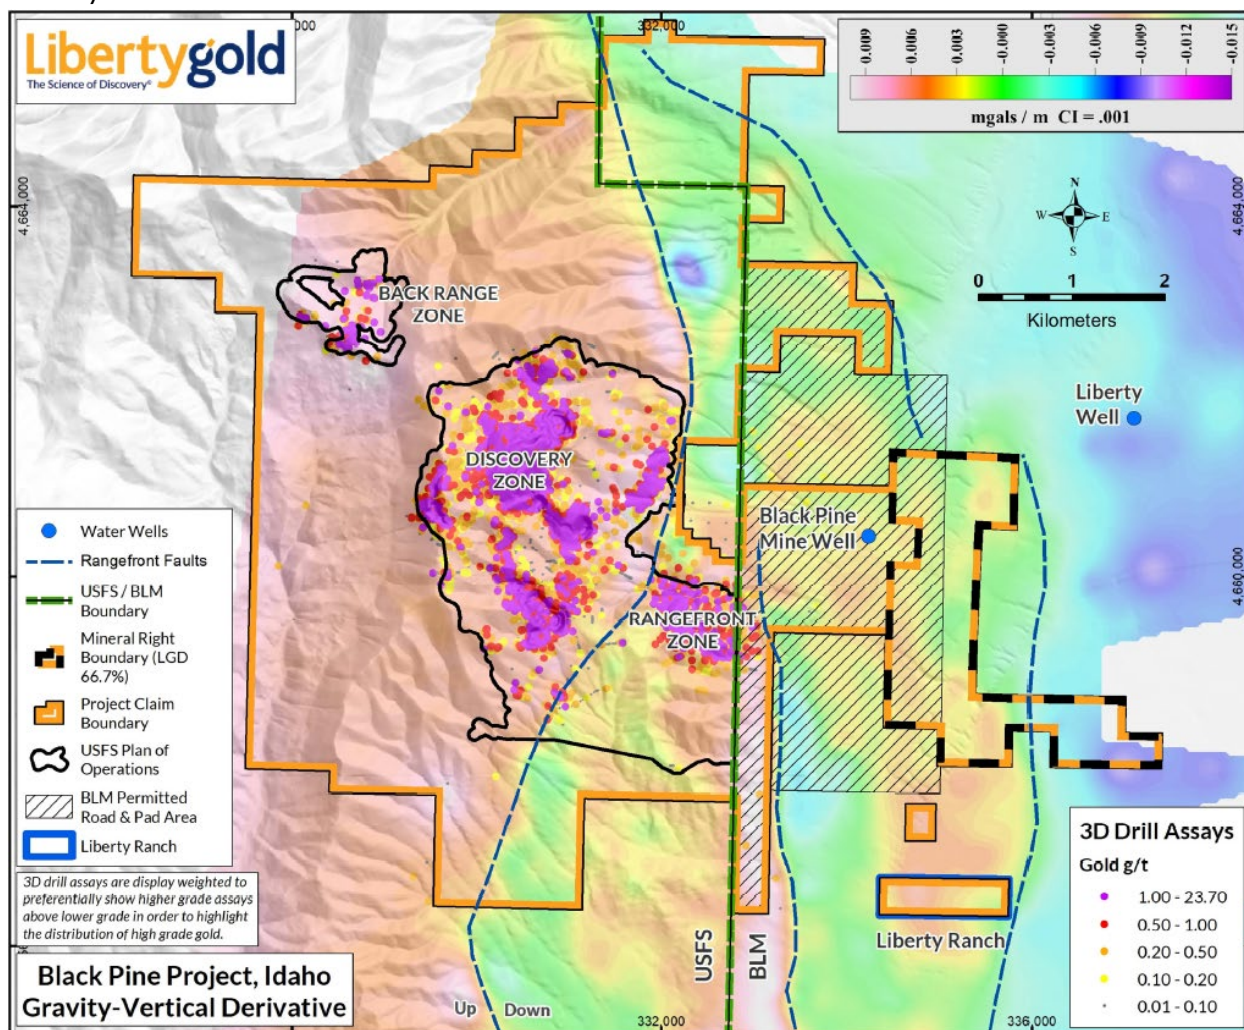 Libertygold
The Science of Discovery®
332,000
0.009
0.006
0.003
-0.000
-0.003
-0.006
-0.009
-0.012
-0.015
mgals / m CI = .001
4,664,000
4,664,000
N
W
E
S
0
1
2
Kilometers
BACK RANGE
ZONE
Liberty
Well
DISCOVERY
ZONE
Black Pine
Mine Well
4,660,000
RANGEFRONT
ZONE
Water Wells
Rangefront Faults
USFS / BLM
Boundary
Mineral Right
Boundary (LGD
66.7%)
Project Claim
Boundary
USFS Plan of
Operations
BLM Permitted
Road & Pad Area
Liberty Ranch
3D drill assays are display weighted to
preferentially show higher grade assays
above lower grade in order to highlight
the distribution of high grade gold.
Black Pine Project, Idaho
Gravity-Vertical Derivative
Up
Down
USFS
BLM
Liberty Ranch
3D Drill Assays
Gold g/t
1.00 - 23.70
0.50 - 1.00
0.20 - 0.50
0.10 - 0.20
0.01 - 0.10
332,000
336,000